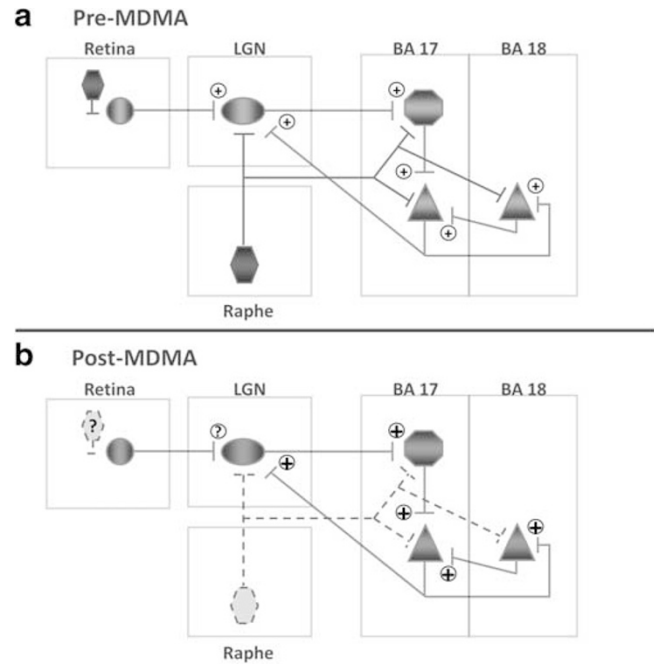 a Pre-MDMA
Retina LGN BA 17 BA 18
+ +
+
+ +
+
Raphe
b Post-MDMA
Retina LGN BA 17 BA 18
? ? +
+
+ +
+
Raphe